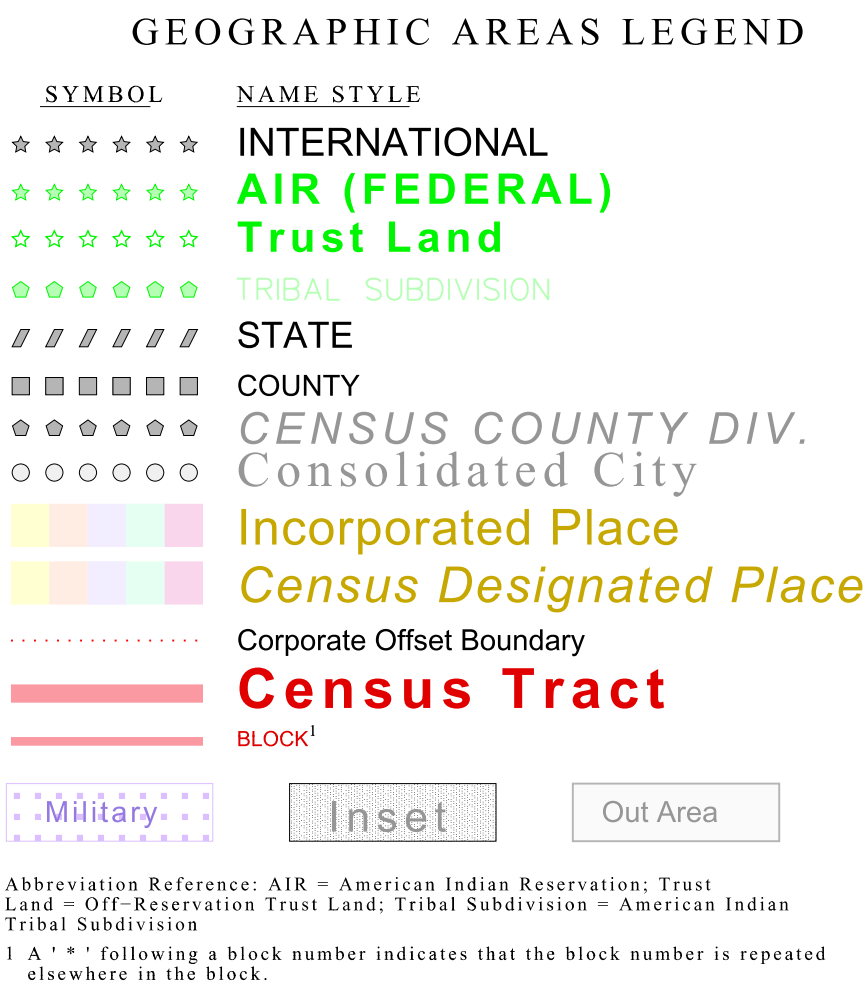 GEOGRAPHIC AREAS LEGEND
SYMBOL NAME STYLE
INTERNATIONAL
AIR (FEDERAL)
Trust Land
TRIBAL SUBDIVISION
STATE
COUNTY
CENSUS COUNTY DIV.
Consolidated City
Incorporated Place
Census Designated Place
Corporate Offset Boundary
Census Tract
BLOCK1
Military Inset Out Area
Abbreviation Reference: AIR = American Indian Reservation; Trust
Land = Off−Reservation Trust Land; Tribal Subdivision = American Indian
Tribal Subdivision
1 A ' * ' following a block number indicates that the block number is repeated
elsewhere in the block.